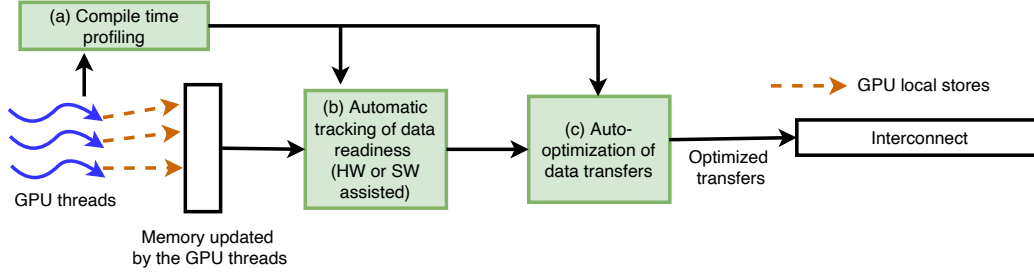 (a) Compile time
profiling
GPU local stores
(b) Automatic
tracking of data
readiness
(HW or SW
assisted)
(c) Auto-
optimization of
data transfers
Interconnect
Optimized
transfers
GPU threads
Memory updated
by the GPU threads